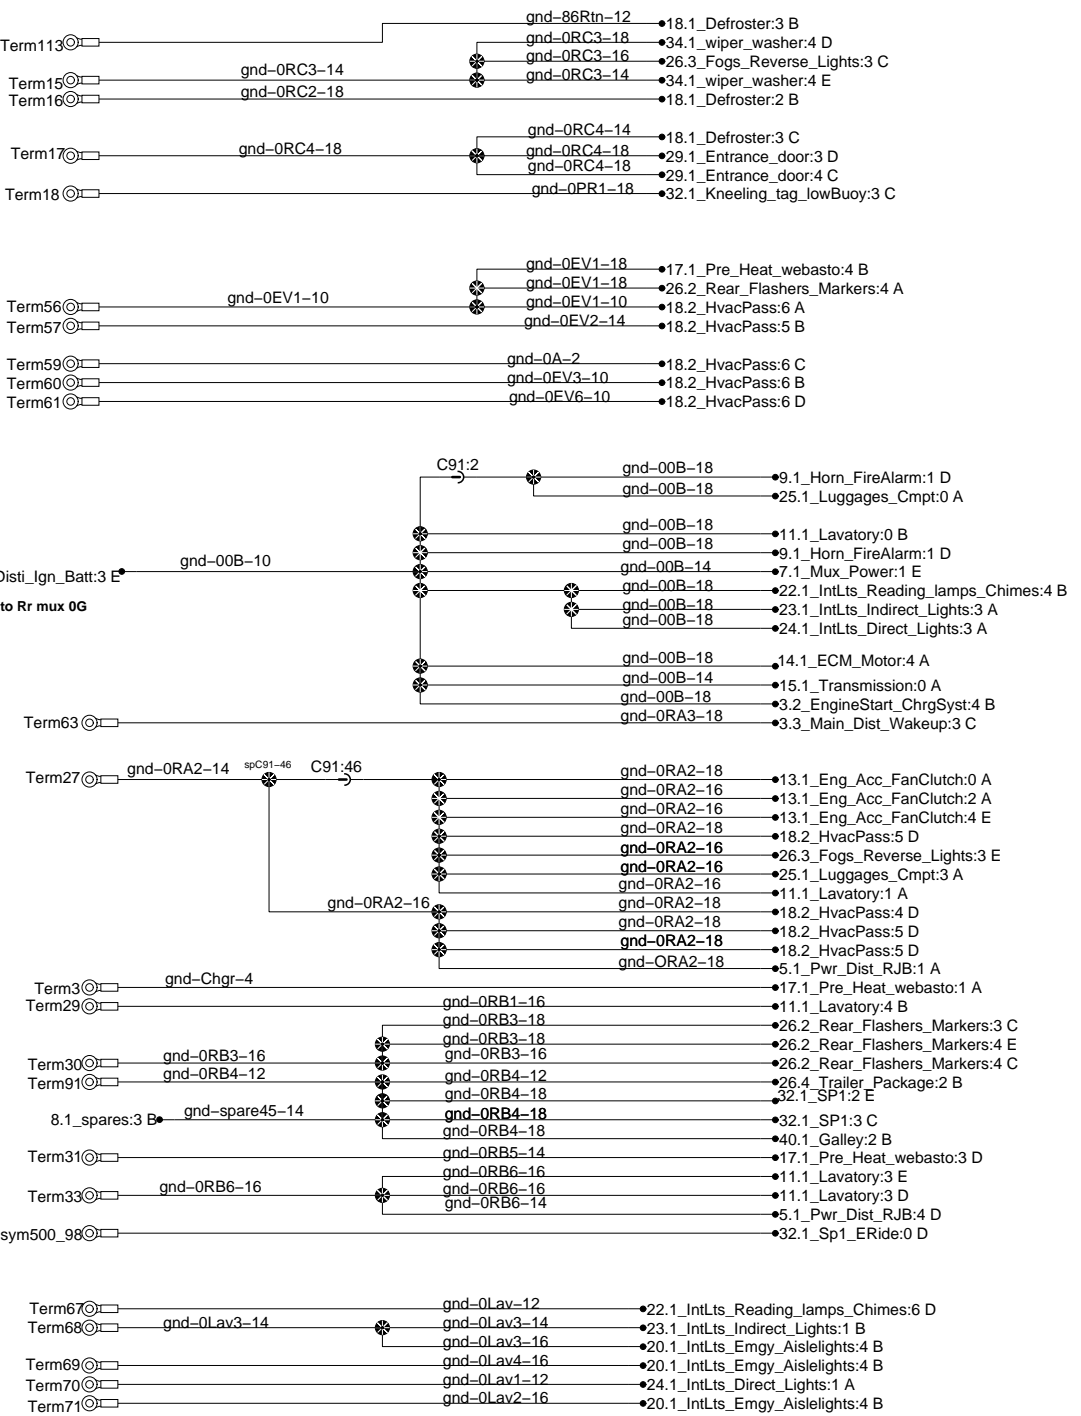 gnd-86Rtn-12
18.1_Defroster:3 B
Term113
gnd-0RC3-18
34.1_wiper_washer:4 D
gnd-0RC3-16
26.3_Fogs_Reverse_Lights:3 C
Term15 gnd-0RC3-14 gnd-0RC3-14 34.1_wiper_washer:4 E
Term16 gnd-0RC2-18 18.1_Defroster:2 B
gnd-0RC4-14 18.1_Defroster:3 C
Term17 gnd-0RC4-18 gnd-0RC4-18 29.1_Entrance_door:3 D
gnd-0RC4-18 29.1_Entrance_door:4 C
Term18 gnd-0PR1-18 32.1_Kneeling_tag_lowBuoy:3 C
gnd-0EV1-18 17.1_Pre_Heat_webasto:4 B
gnd-0EV1-18 26.2_Rear_Flashers_Markers:4 A
Term56 gnd-0EV1-10 gnd-0EV1-10 18.2_HvacPass:6 A
Term57 gnd-0EV2-14 18.2_HvacPass:5 B
Term59 gnd-0A-2 18.2_HvacPass:6 C
Term60 gnd-0EV3-10 18.2_HvacPass:6 B
Term61 gnd-0EV6-10 18.2_HvacPass:6 D
C91:2 gnd-00B-18 9.1_Horn_FireAlarm:1 D
gnd-00B-18 25.1_Luggages_Cmpt:0 A
gnd-00B-18 11.1_Lavatory:0 B
gnd-00B-18 9.1_Horn_FireAlarm:1 D
Disti_Ign_Batt:3 E gnd-00B-10 gnd-00B-14 7.1_Mux_Power:1 E
gnd-00B-18 22.1_IntLts_Reading_lamps_Chimes:4 B
to Rr mux 0G gnd-00B-18 23.1_IntLts_Indirect_Lights:3 A
gnd-00B-18 24.1_IntLts_Direct_Lights:3 A
gnd-00B-18 14.1_ECM_Motor:4 A
gnd-00B-14 15.1_Transmission:0 A
gnd-00B-18 3.2_EngineStart_ChrgSyst:4 B
Term63 gnd-0RA3-18 3.3_Main_Dist_Wakeup:3 C
Term27 gnd-0RA2-14 spC91-46 C91:46 gnd-0RA2-18 13.1_Eng_Acc_FanClutch:0 A
gnd-0RA2-16 13.1_Eng_Acc_FanClutch:2 A
gnd-0RA2-16 13.1_Eng_Acc_FanClutch:4 E
gnd-0RA2-18 18.2_HvacPass:5 D
gnd-0RA2-16 26.3_Fogs_Reverse_Lights:3 E
gnd-0RA2-16 25.1_Luggages_Cmpt:3 A
gnd-0RA2-16 11.1_Lavatory:1 A
gnd-0RA2-16 gnd-0RA2-18 18.2_HvacPass:4 D
gnd-0RA2-18 18.2_HvacPass:5 D
gnd-0RA2-18 18.2_HvacPass:5 D
gnd-ORA2-18 5.1_Pwr_Dist_RJB:1 A
Term3 gnd-Chgr-4 17.1_Pre_Heat_webasto:1 A
Term29 gnd-0RB1-16 11.1_Lavatory:4 B
gnd-0RB3-18 26.2_Rear_Flashers_Markers:3 C
gnd-0RB3-18 26.2_Rear_Flashers_Markers:4 E
Term30 gnd-0RB3-16 gnd-0RB3-16 26.2_Rear_Flashers_Markers:4 C
Term91 gnd-0RB4-12 gnd-0RB4-12 26.4_Trailer_Package:2 B
gnd-0RB4-18 32.1_SP1:2 E
8.1_spares:3 B gnd-spare45-14 gnd-0RB4-18 32.1_SP1:3 C
gnd-0RB4-18 40.1_Galley:2 B
Term31 gnd-0RB5-14 17.1_Pre_Heat_webasto:3 D
gnd-0RB6-16 11.1_Lavatory:3 E
Term33 gnd-0RB6-16 gnd-0RB6-16 11.1_Lavatory:3 D
gnd-0RB6-14 5.1_Pwr_Dist_RJB:4 D
sym500_98 32.1_Sp1_ERide:0 D
Term67 gnd-0Lav-12 22.1_IntLts_Reading_lamps_Chimes:6 D
Term68 gnd-0Lav3-14 gnd-0Lav3-14 23.1_IntLts_Indirect_Lights:1 B
gnd-0Lav3-16 20.1_IntLts_Emgy_Aislelights:4 B
Term69 gnd-0Lav4-16 20.1_IntLts_Emgy_Aislelights:4 B
Term70 gnd-0Lav1-12 24.1_IntLts_Direct_Lights:1 A
Term71 gnd-0Lav2-16 20.1_IntLts_Emgy_Aislelights:4 B